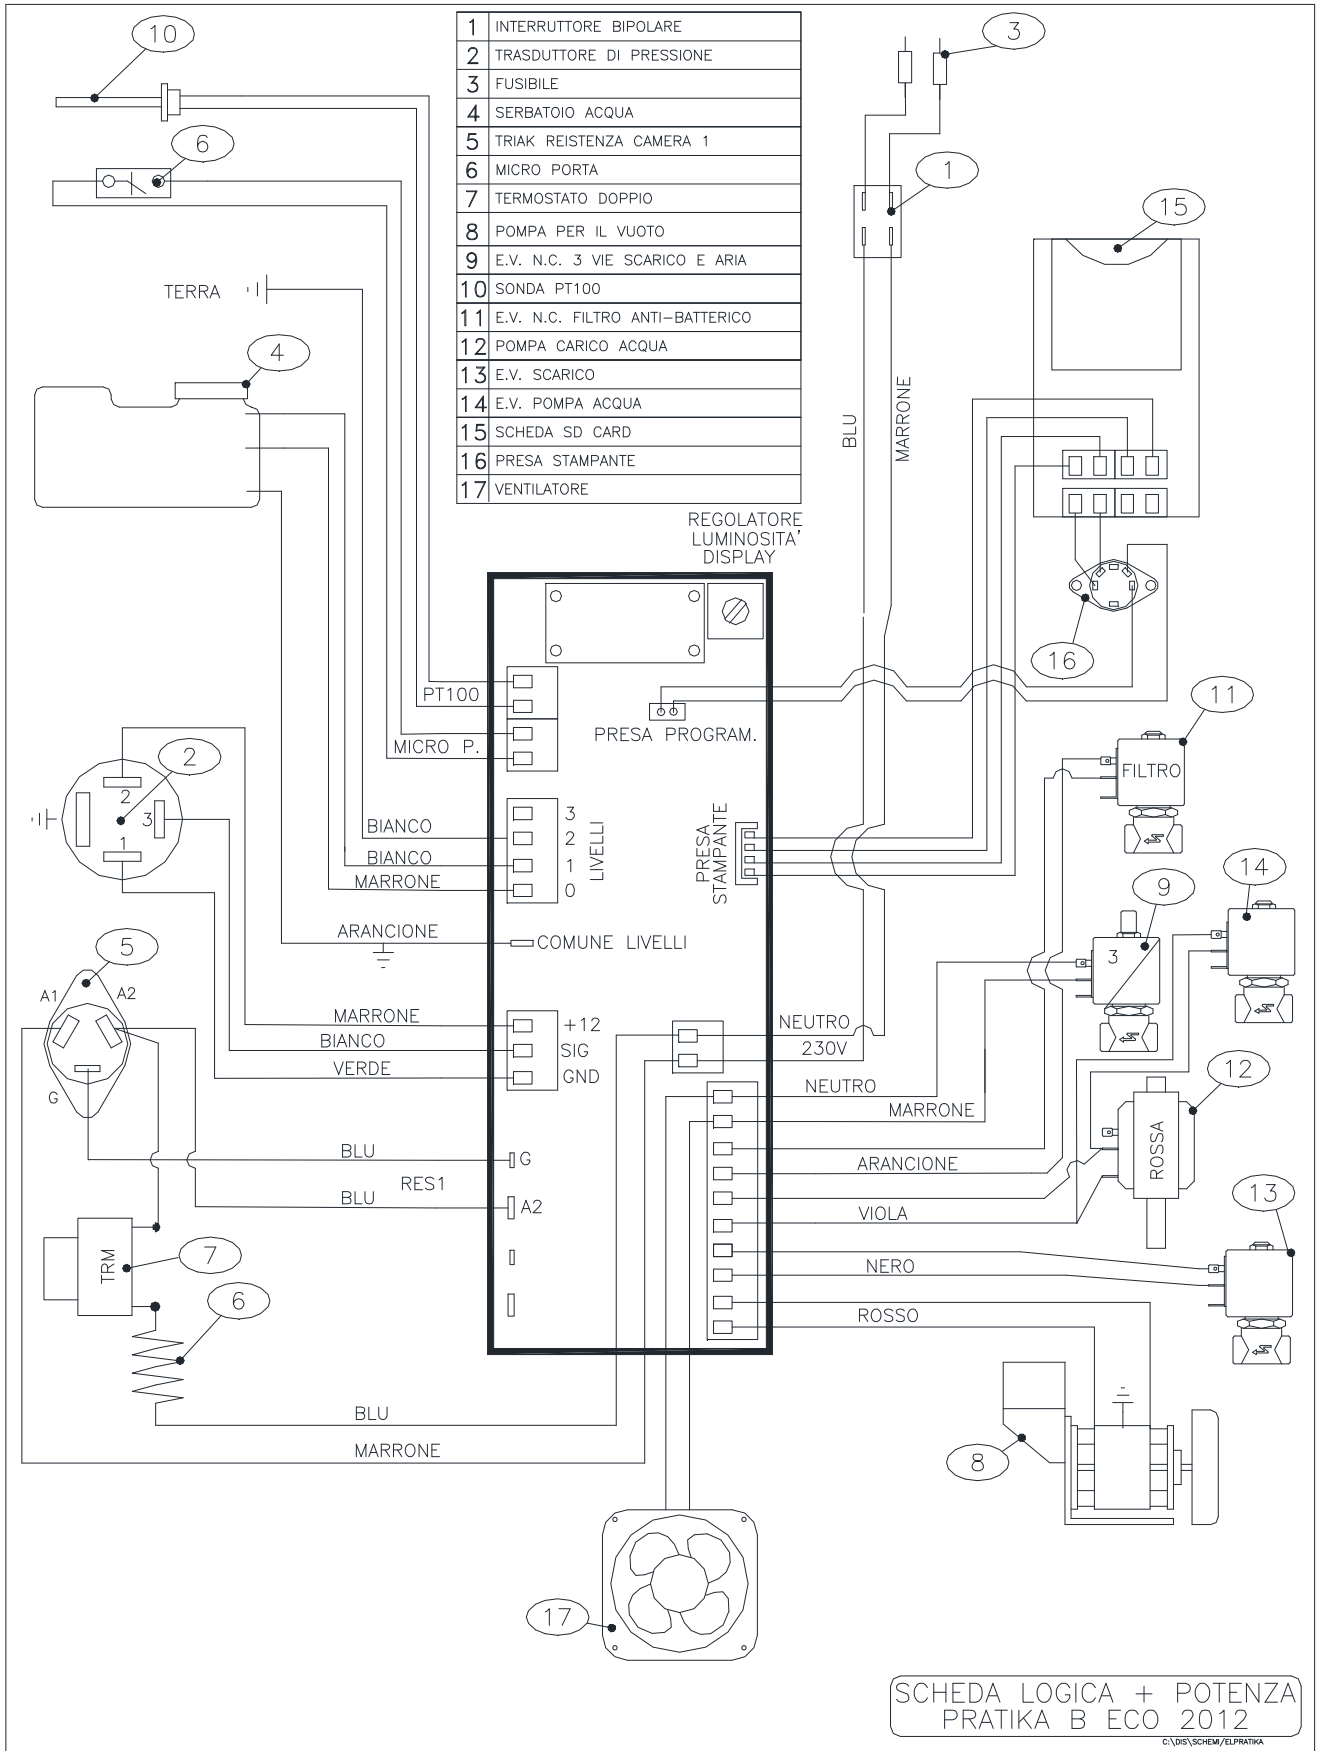 1 INTERRUTTORE BIPOLARE
2 TRASDUTTORE DI PRESSIONE
3 FUSIBILE
4 SERBATOIO ACQUA
5 TRIAK REISTENZA CAMERA 1
6 MICRO PORTA
7 TERMOSTATO DOPPIO
8 POMPA PER IL VUOTO
9 E.V. N.C. 3 VIE SCARICO E ARIA
10 SONDA PT100
11 E.V. N.C. FILTRO ANTI-BATTERICO
12 POMPA CARICO ACQUA
13 E.V. SCARICO
14 E.V. POMPA ACQUA
15 SCHEDA SD CARD
16 PRESA STAMPANTE
17 VENTILATORE
10
3
6
1
15
TERRA
4
BLU
MARRONE
REGOLATORE
LUMINOSITA'
DISPLAY
16
PT100
11
PRESA PROGRAM.
MICRO P.
2
FILTRO
2
3
1
3
BIANCO
2
BIANCO
1
MARRONE
0
LIVELLI
PRESA
STAMPANTE
14
9
ARANCIONE
COMUNE LIVELLI
5
3
A1
A2
MARRONE
+12
NEUTRO
BIANCO
SIG
230V
VERDE
GND
12
NEUTRO
G
MARRONE
ROSSA
BLU
G
ARANCIONE
RES1
BLU
A2
13
VIOLA
TRM
7
NERO
6
ROSSO
BLU
MARRONE
8
17
SCHEDA LOGICA + POTENZA
PRATIKA B ECO 2012
C:\DIS\SCHEMI/ELPRATIKA